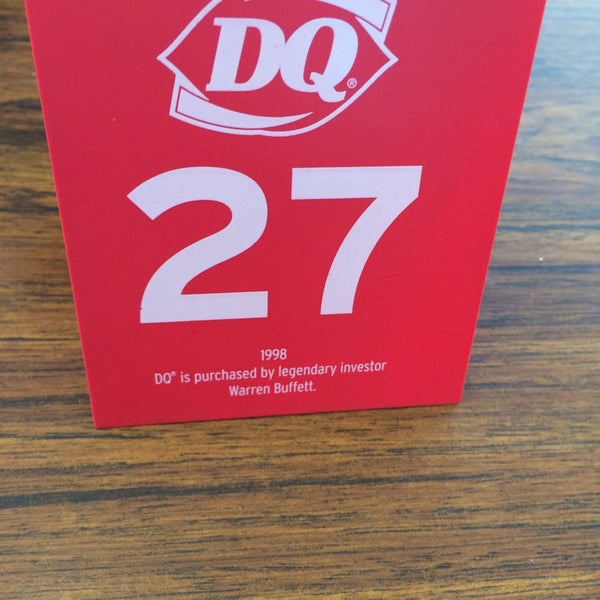 DQ®
27
1998
DQ® is purchased by legendary investor
Warren Buffett.